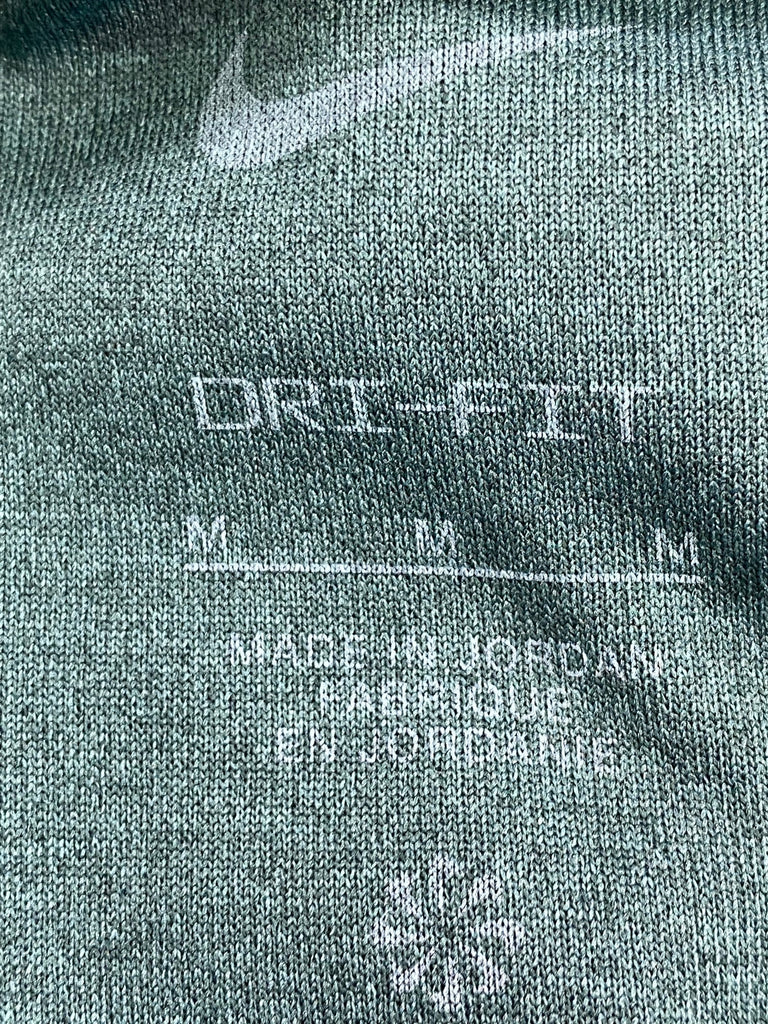 DRI-FIT
M M M
MADE IN JORDAN
FABRIQUE
EN JORDANIE